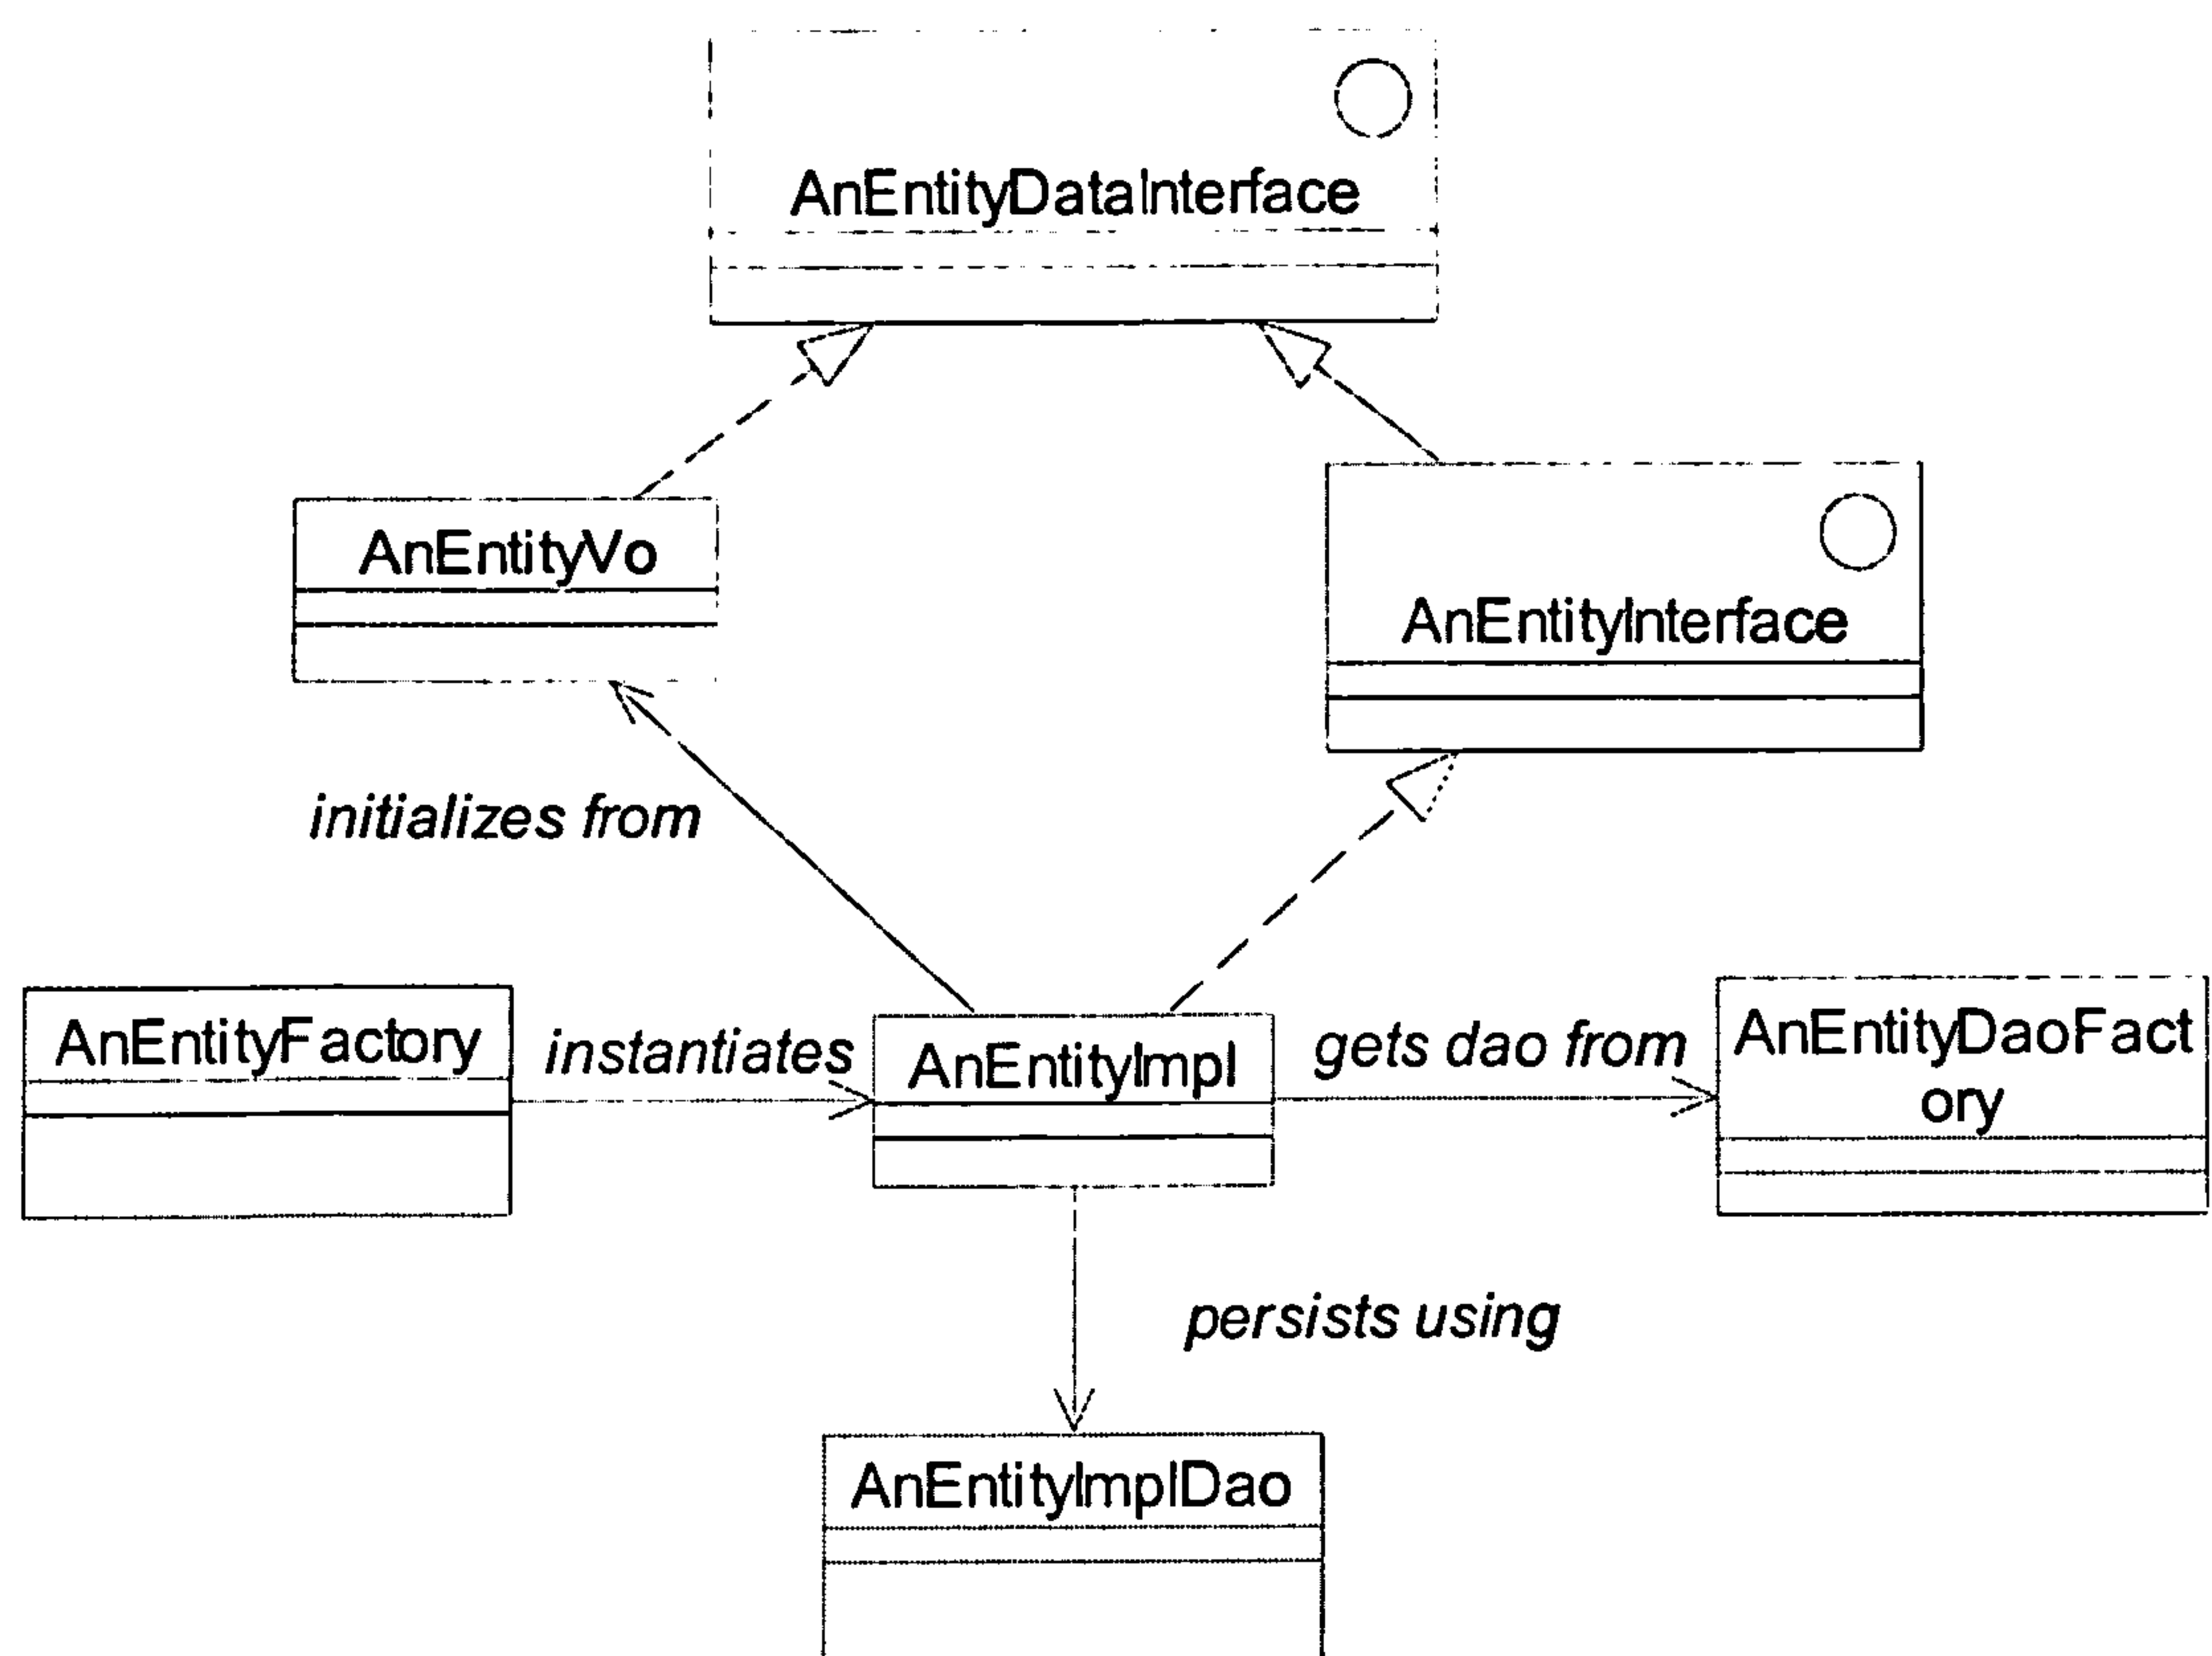 AnEntityDataInterface
AnEntityVo
AnEntityInterface
initializes from
AnEntityFactory
instantiates
AnEntityImpl
gets dao from
AnEntityDaoFact
ory
persists using
AnEntityImplDao